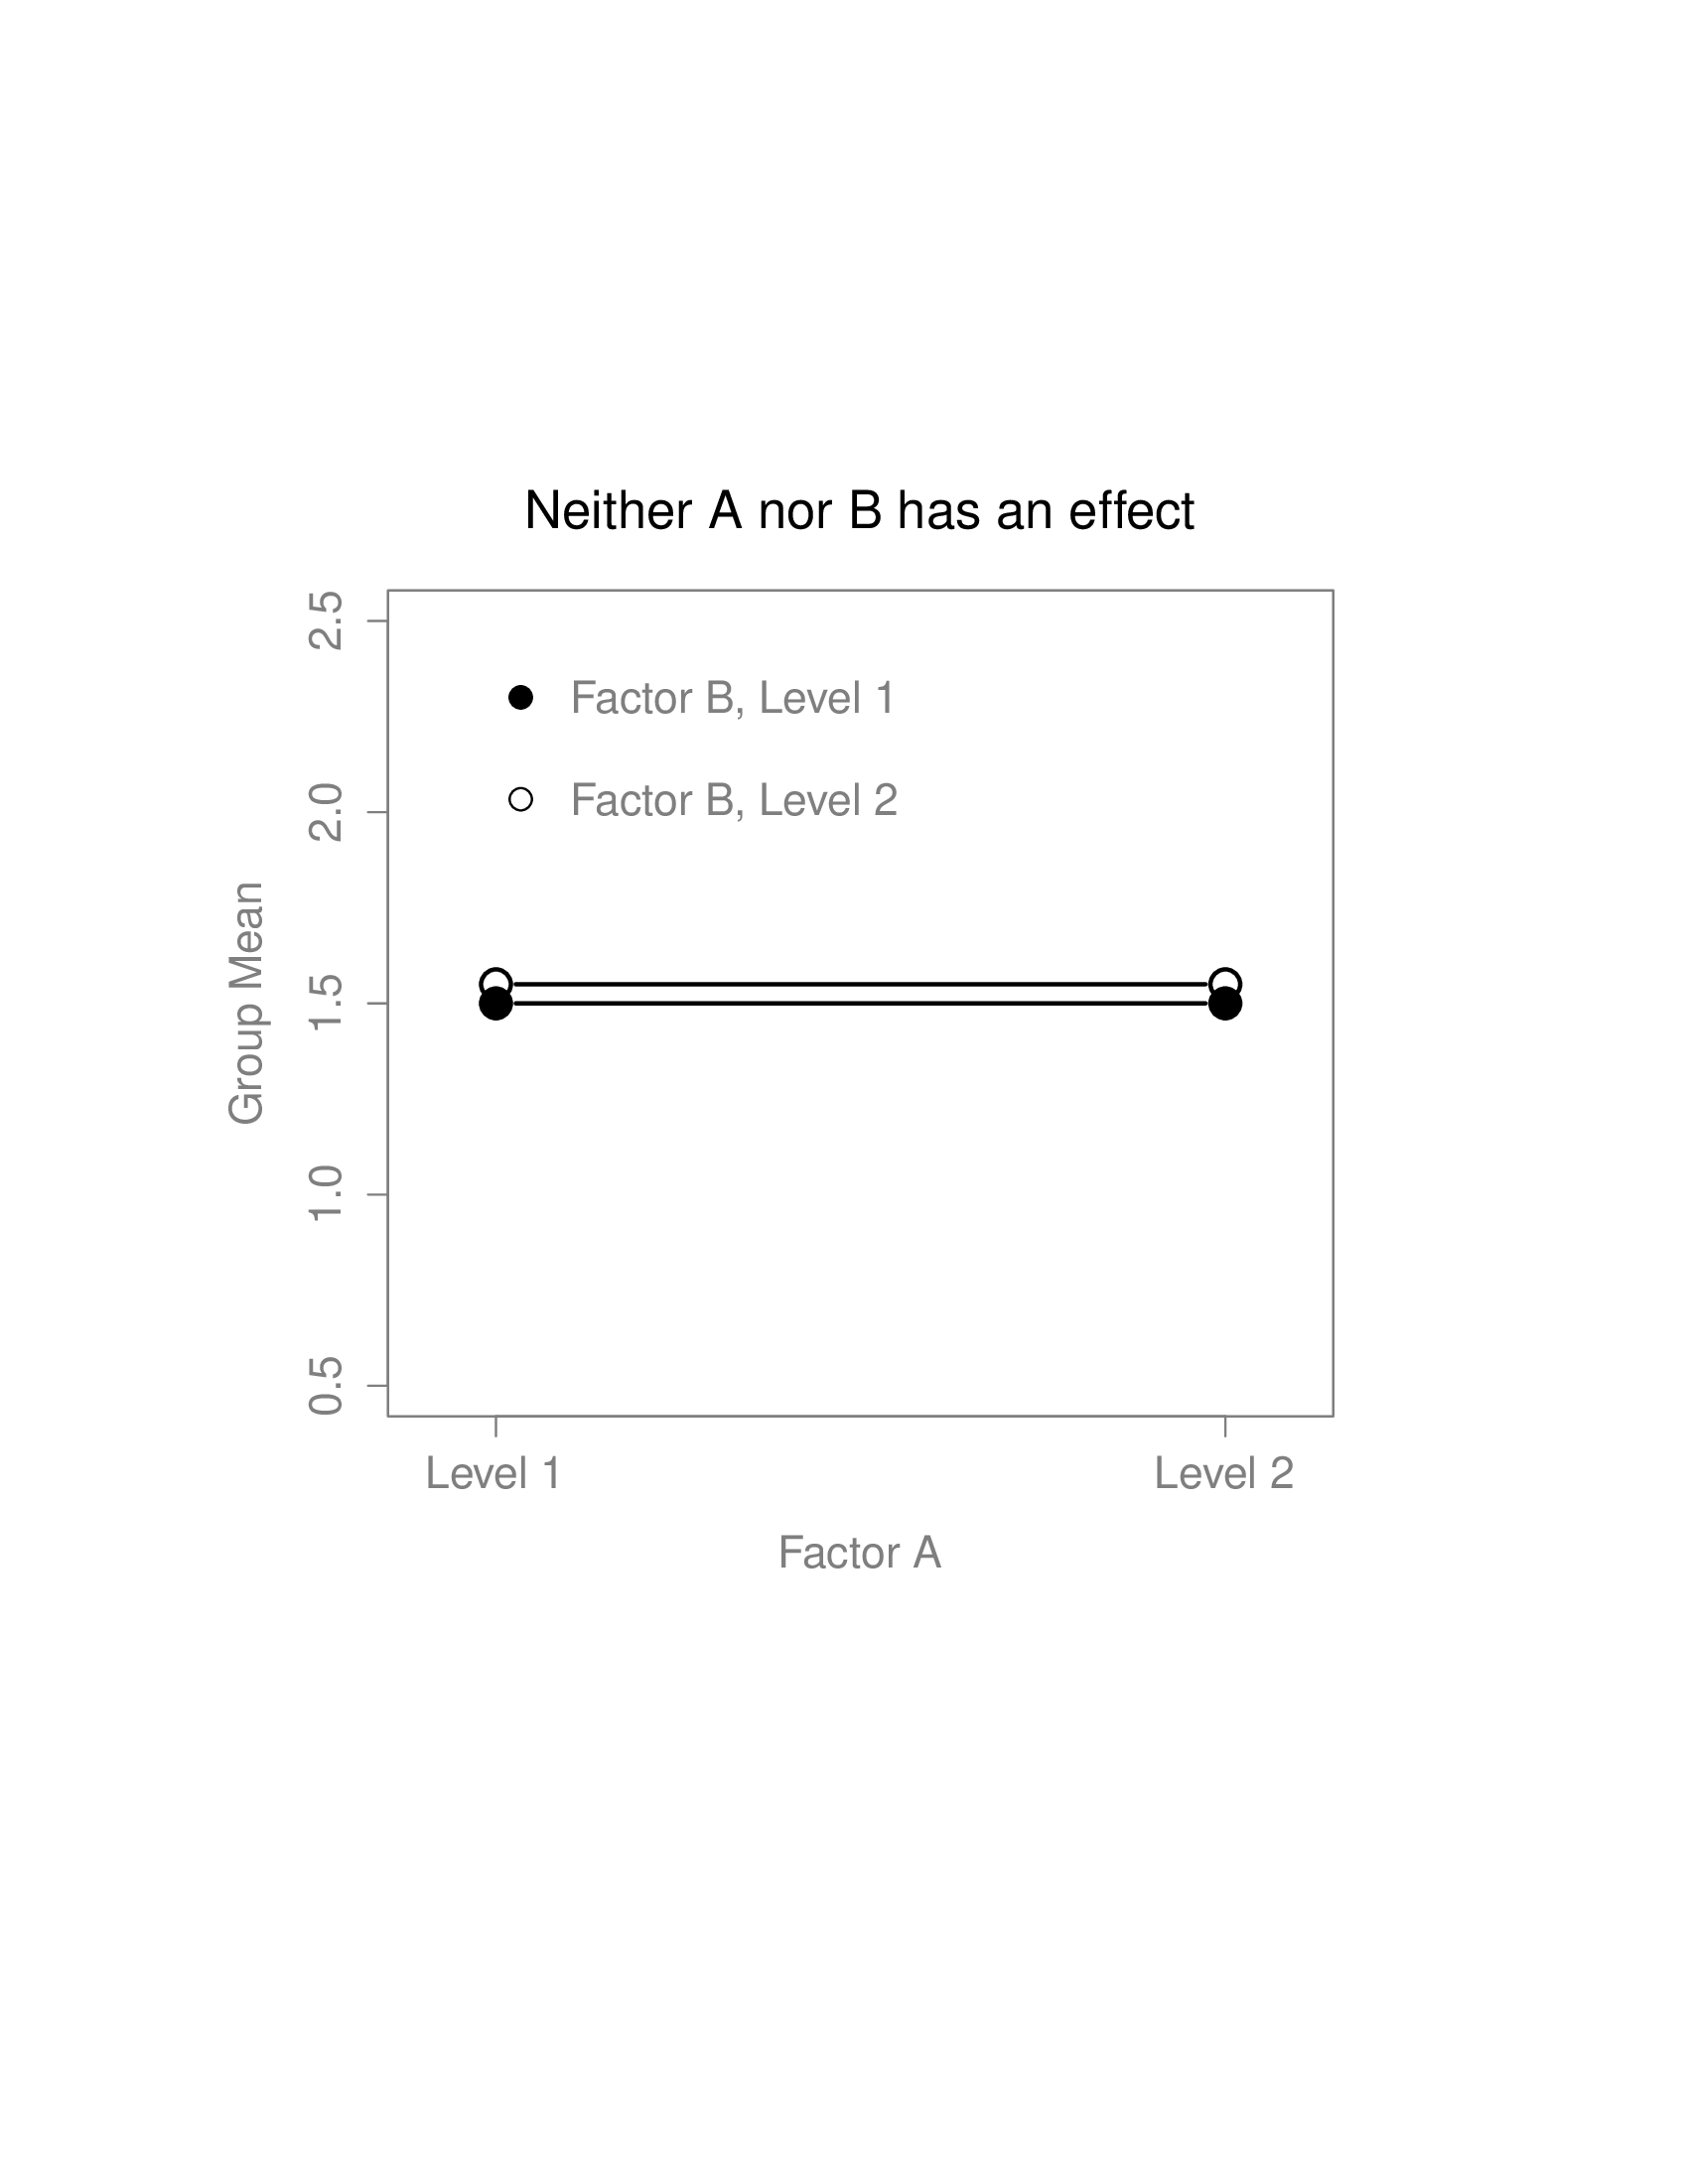 Neither A nor B has an effect
2.5
2.0
1.5
1.0
0.5
Group Mean
Factor B, Level 1
Factor B, Level 2
Level 1
Level 2
Factor A